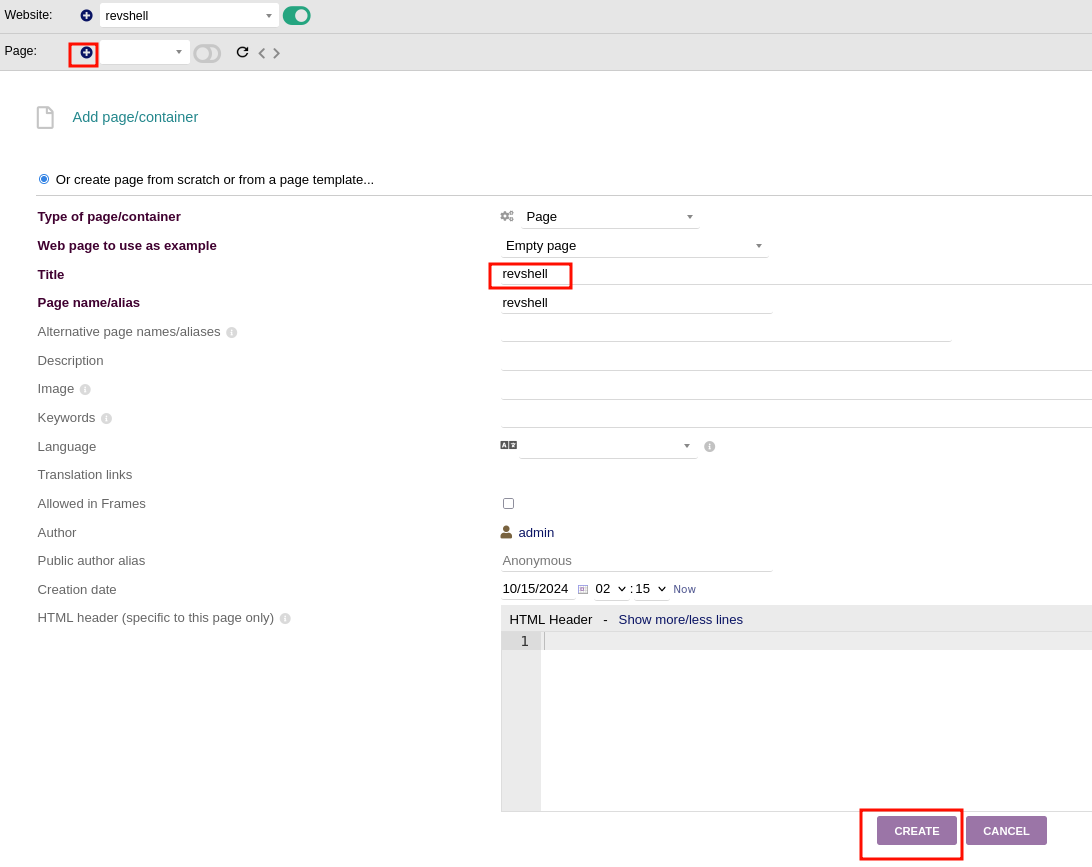 Website: revshell
Page:
Add page/container
Or create page from scratch or from a page template...
Type of page/container Page
Web page to use as example Empty page
Title revshell
Page name/alias revshell
Alternative page names/aliases
Description
Image
Keywords
Language
Translation links
Allowed in Frames
Author admin
Public author alias Anonymous
Creation date 10/15/2024 02 : 15 Now
HTML header (specific to this page only)
HTML Header - Show more/less lines
1
CREATE CANCEL